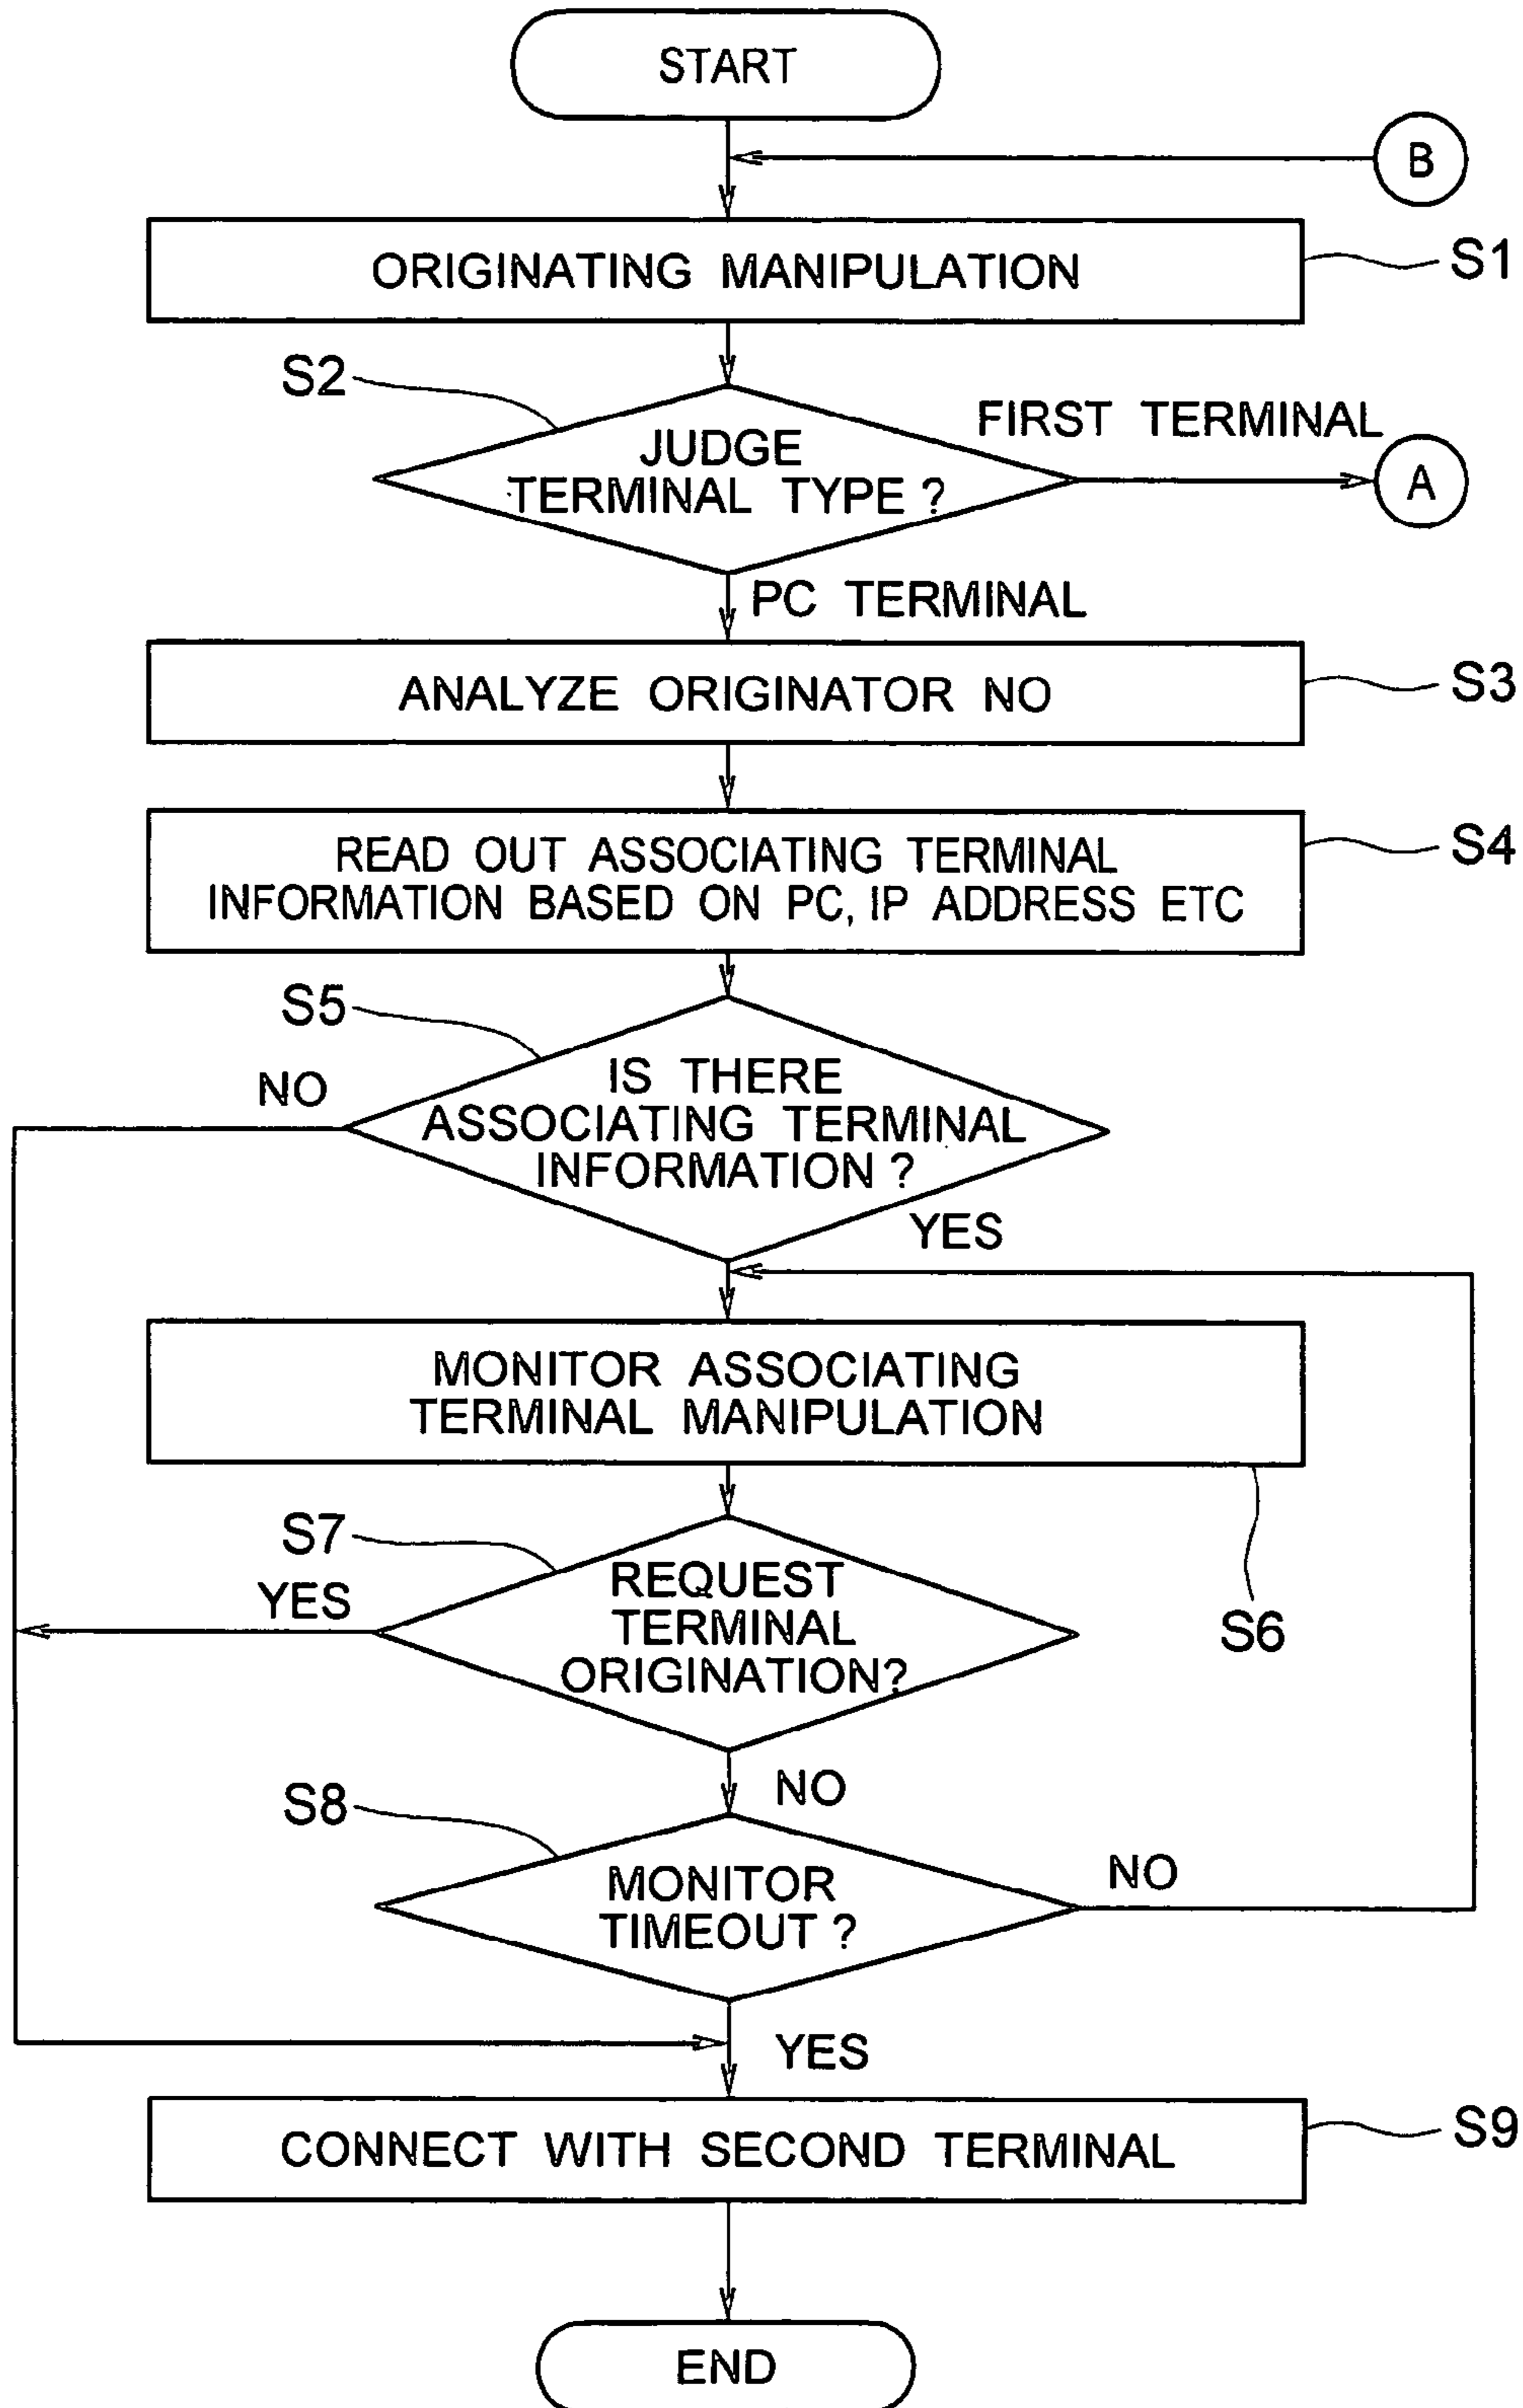 START
B
ORIGINATING MANIPULATION
S1
S2
JUDGE
TERMINAL TYPE ?
FIRST TERMINAL
A
PC TERMINAL
ANALYZE ORIGINATOR NO
S3
READ OUT ASSOCIATING TERMINAL
INFORMATION BASED ON PC, IP ADDRESS ETC
S4
S5
NO
IS THERE
ASSOCIATING TERMINAL
INFORMATION ?
YES
MONITOR ASSOCIATING
TERMINAL MANIPULATION
S6
S7
YES
REQUEST
TERMINAL
ORIGINATION?
NO
S8
MONITOR
TIMEOUT ?
NO
YES
CONNECT WITH SECOND TERMINAL
S9
END